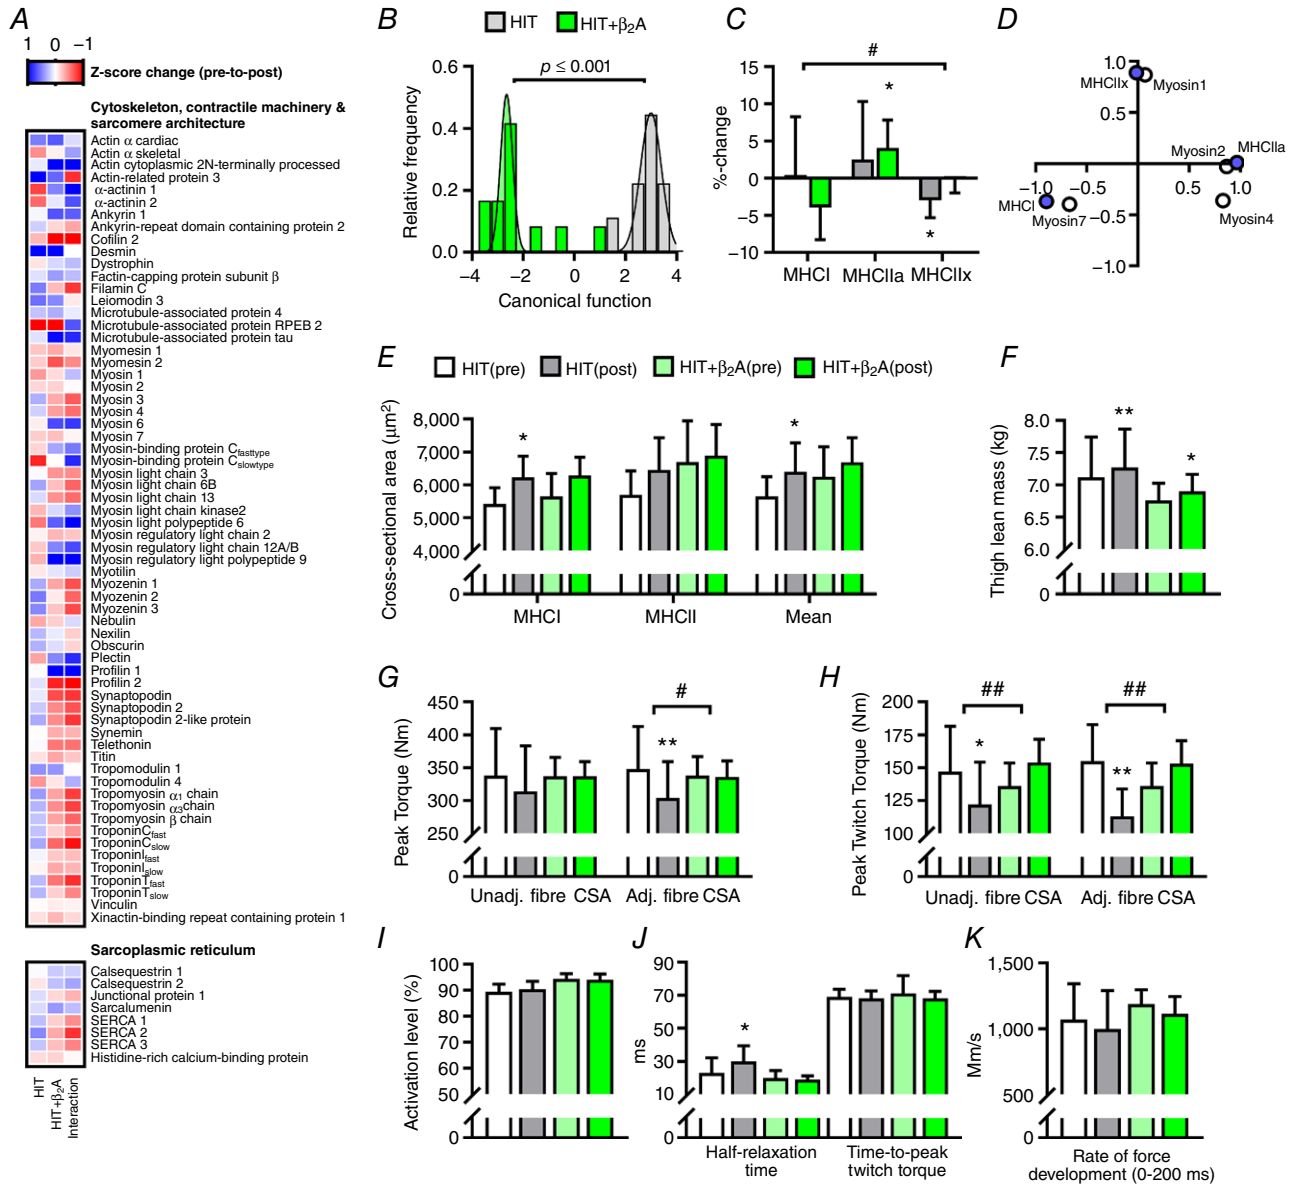 A
1 0 −1
Z-score change (pre-to-post)
Cytoskeleton, contractile machinery &
sarcomere architecture
Actin α cardiac
Actin α skeletal
Actin cytoplasmic 2N-terminally processed
Actin-related protein 3
α-actinin 1
α-actinin 2
Ankyrin 1
Ankyrin-repeat domain containing protein 2
Cofilin 2
Desmin
Dystrophin
Factin-capping protein subunit β
Filamin C
Leiomodin 3
Microtubule-associated protein 4
Microtubule-associated protein RPEB 2
Microtubule-associated protein tau
Myomesin 1
Myomesin 2
Myosin 1
Myosin 2
Myosin 3
Myosin 4
Myosin 6
Myosin 7
Myosin-binding protein Cfasttype
Myosin-binding protein Cslowtype
Myosin light chain 3
Myosin light chain 6B
Myosin light chain 13
Myosin light chain kinase2
Myosin light polypeptide 6
Myosin regulatory light chain 2
Myosin regulatory light chain 12A/B
Myosin regulatory light polypeptide 9
Myotilin
Myozenin 1
Myozenin 2
Myozenin 3
Nebulin
Nexilin
Obscurin
Plectin
Profilin 1
Profilin 2
Synaptopodin
Synaptopodin 2
Synaptopodin 2-like protein
Synemin
Telethonin
Titin
Tropomodulin 1
Tropomodulin 4
Tropomyosin α1 chain
Tropomyosin α3chain
Tropomyosin β chain
TroponinCfast
TroponinCslow
TroponinIfast
TroponinIslow
TroponinTfast
TroponinTslow
Vinculin
Xinactin-binding repeat containing protein 1
Sarcoplasmic reticulum
Calsequestrin 1
Calsequestrin 2
Junctional protein 1
Sarcalumenin
SERCA 1
SERCA 2
SERCA 3
Histidine-rich calcium-binding protein
HIT
HIT+β2A
Interaction
B
HIT HIT+β2A
p ≤ 0.001
Relative frequency
0.6
0.4
0.2
0.0
−4 −2 0 2 4
Canonical function
C
#
%-change
15
10
5
0
−5
−10
*
*
MHCI MHCIIa MHCIIx
D
1.0
0.5
−0.5
−1.0
−1.0 −0.5 0.5 1.0
MHCIIx
Myosin1
Myosin2
MHCIIa
MHCI
Myosin7
Myosin4
E
HIT(pre) HIT(post) HIT+β2A(pre) HIT+β2A(post)
Cross-sectional area (μm2)
8,000
7,000
6,000
5,000
4,000
0
*
*
MHCI MHCII Mean
F
Thigh lean mass (kg)
8.0
7.5
7.0
6.5
6.0
0
**
*
G
Peak Torque (Nm)
450
400
350
300
250
0
#
**
Unadj. fibre CSA Adj. fibre CSA
H
Peak Twitch Torque (Nm)
200
175
150
125
100
0
##
##
*
**
Unadj. fibre CSA Adj. fibre CSA
I
Activation level (%)
100
90
80
70
60
50
0
J
ms
90
70
50
30
10
0
*
Half-relaxation
time
Time-to-peak
twitch torque
K
Mm/s
1,500
1,000
500
0
Rate of force
development (0-200 ms)